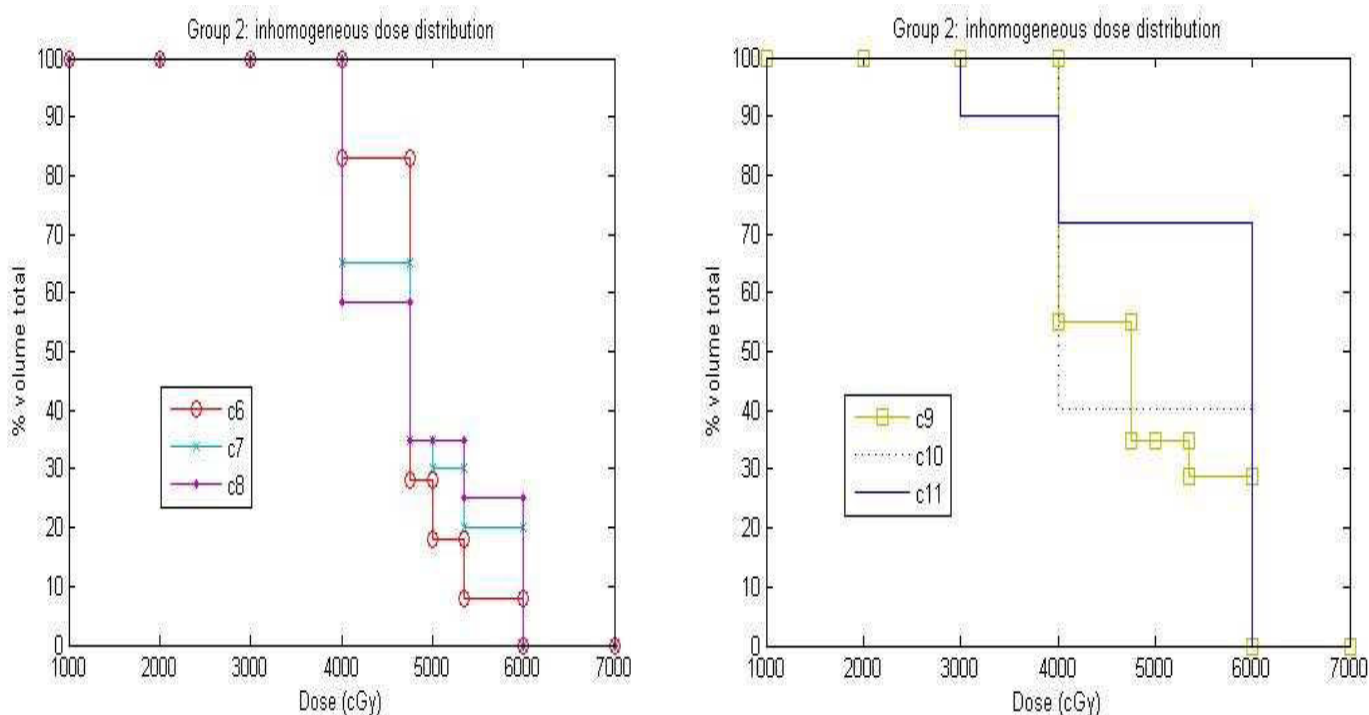 Group 2: inhomogeneous dose distribution
100
90
80
70
60
50
40
30
20
10
0
% volume total
c6
c7
c8
1000 2000 3000 4000 5000 6000 7000
Dose (cGy)
Group 2: inhomogeneous dose distribution
100
90
80
70
60
50
40
30
20
10
0
% volume total
c9
c10
c11
1000 2000 3000 4000 5000 6000 7000
Dose (cGy)